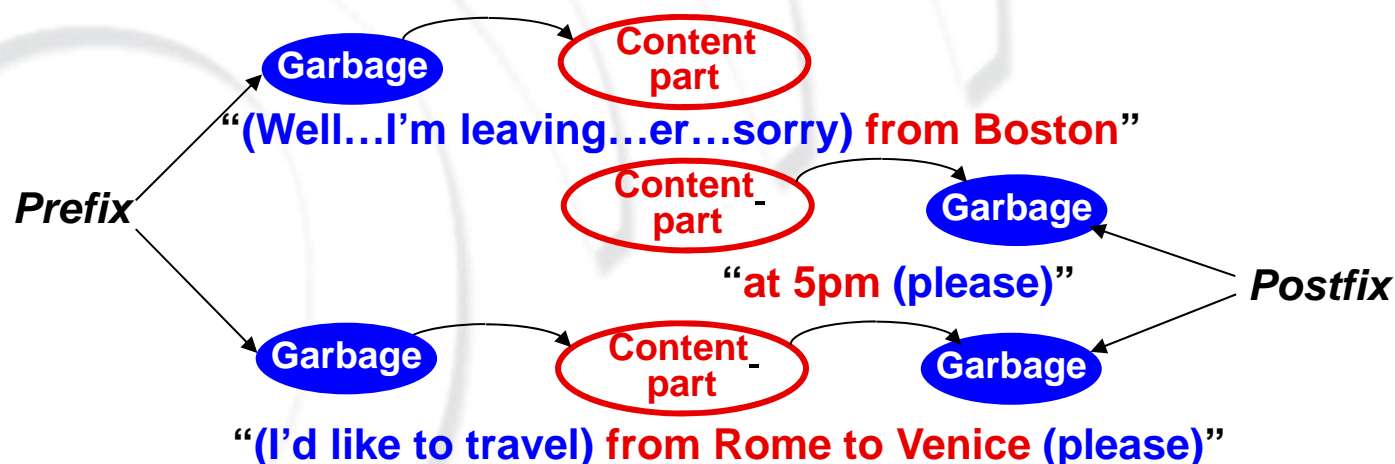 Garbage
Content
part
“(Well…I’m leaving…er…sorry) from Boston”
Prefix
Content
part
Garbage
“at 5pm (please)”
Postfix
Garbage
Content
part
Garbage
“(I’d like to travel) from Rome to Venice (please)”